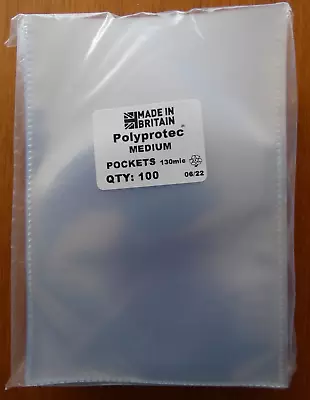 MADE IN
BRITAIN
Polyprotec®
MEDIUM
POCKETS 130mic
QTY: 100 06/22